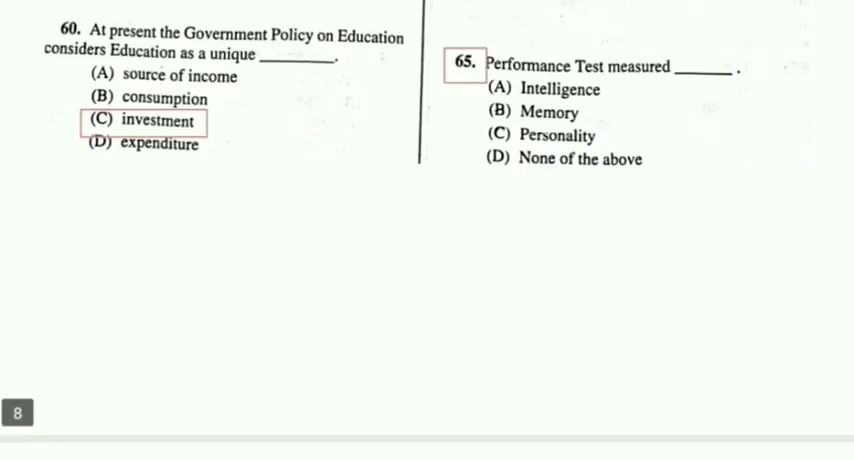 60. At present the Government Policy on Education
considers Education as a unique ________.
(A) source of income
(B) consumption
(C) investment
(D) expenditure
65. Performance Test measured ________ .
(A) Intelligence
(B) Memory
(C) Personality
(D) None of the above
8